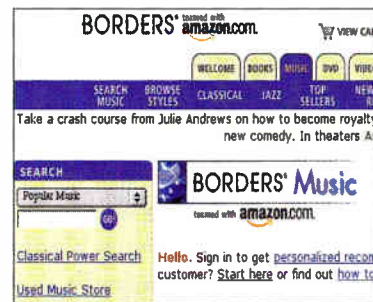 BORDERS teamed with amazon.com.
VIEW CA
WELCOME BOOKS MUSIC DVD VIDE
SEARCH MUSIC BROWSE STYLES CLASSICAL JAZZ TOP SELLERS NEW R
Take a crash course from Julie Andrews on how to become royalty
new comedy. In theaters A
SEARCH
Popular Music
GO!
Classical Power Search
Used Music Store
BORDERS Music
teamed with amazon.com.
Hello. Sign in to get personalized recom
customer? Start here or find out how to